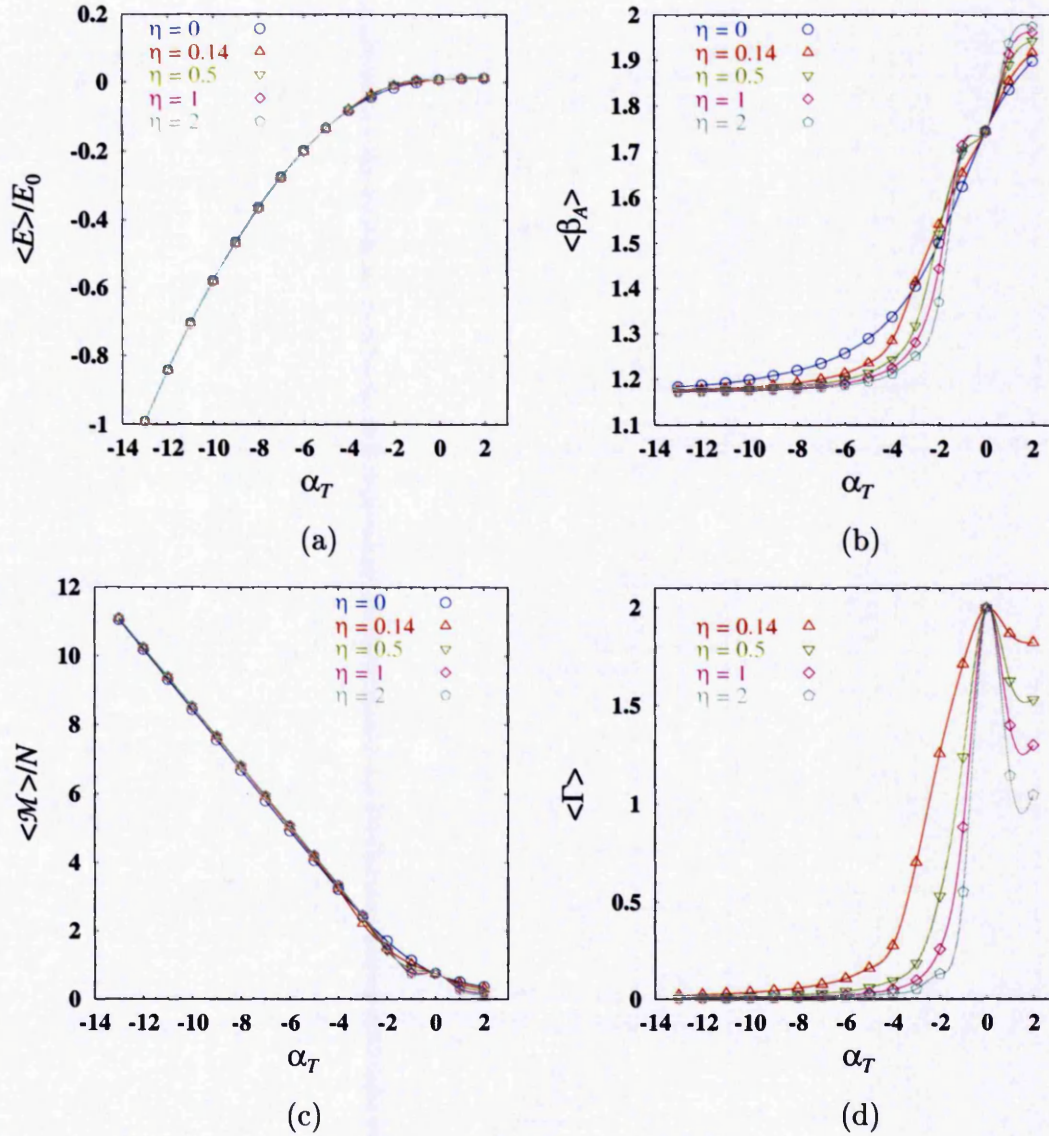 η = 0
η = 0.14
η = 0.5
η = 1
η = 2
0.2
0
-0.2
-0.4
-0.6
-0.8
-1
<E>/E₀
-14 -12 -10 -8 -6 -4 -2 0 2
α_T
(a)
η = 0
η = 0.14
η = 0.5
η = 1
η = 2
2
1.9
1.8
1.7
1.6
1.5
1.4
1.3
1.2
1.1
<β_A>
-14 -12 -10 -8 -6 -4 -2 0 2
α_T
(b)
η = 0
η = 0.14
η = 0.5
η = 1
η = 2
12
10
8
6
4
2
0
<ℳ>/N
-14 -12 -10 -8 -6 -4 -2 0 2
α_T
(c)
η = 0.14
η = 0.5
η = 1
η = 2
2
1.5
1
0.5
0
<Γ>
-14 -12 -10 -8 -6 -4 -2 0 2
α_T
(d)